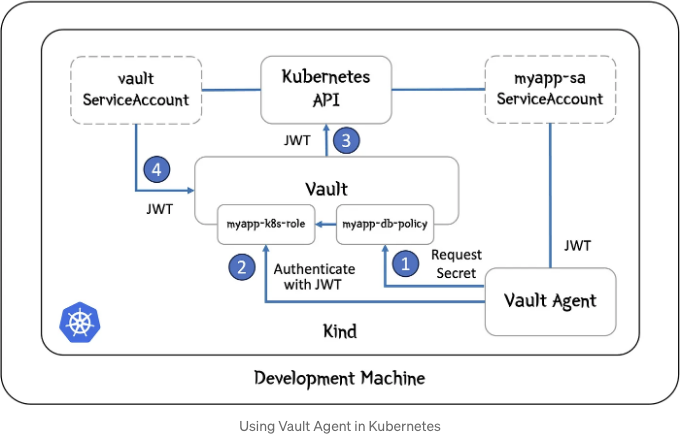 vault
ServiceAccount
Kubernetes
API
myapp-sa
ServiceAccount
JWT
3
4
JWT
Vault
myapp-k8s-role
myapp-db-policy
2
Authenticate
with JWT
1
Request
Secret
JWT
Vault Agent
Kind
Development Machine
Using Vault Agent in Kubernetes